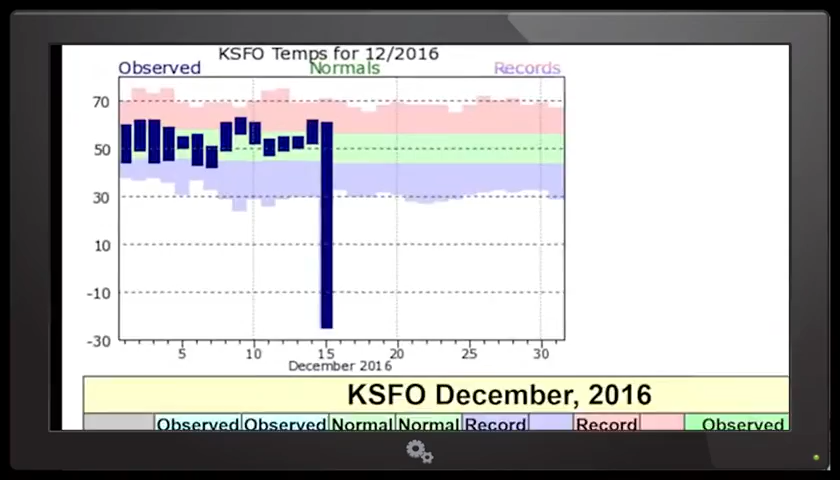 KSFO Temps for 12/2016
Observed Normals Records
70
50
30
10
-10
-30
5 10 15 20 25 30
December 2016
KSFO December, 2016
Observed Observed Normal Normal Record Record Observed